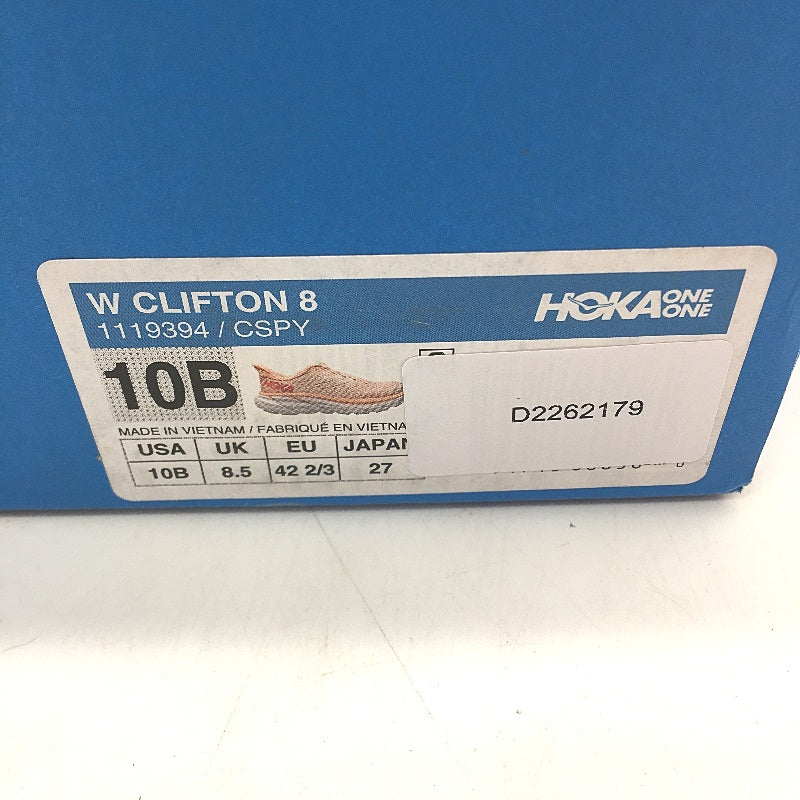 W CLIFTON 8
1119394 / CSPY
HOKA ONE ONE
10B
MADE IN VIETNAM / FABRIQUÉ EN VIETNA
USA UK EU JAPAN
10B 8.5 42 2/3 27
D2262179